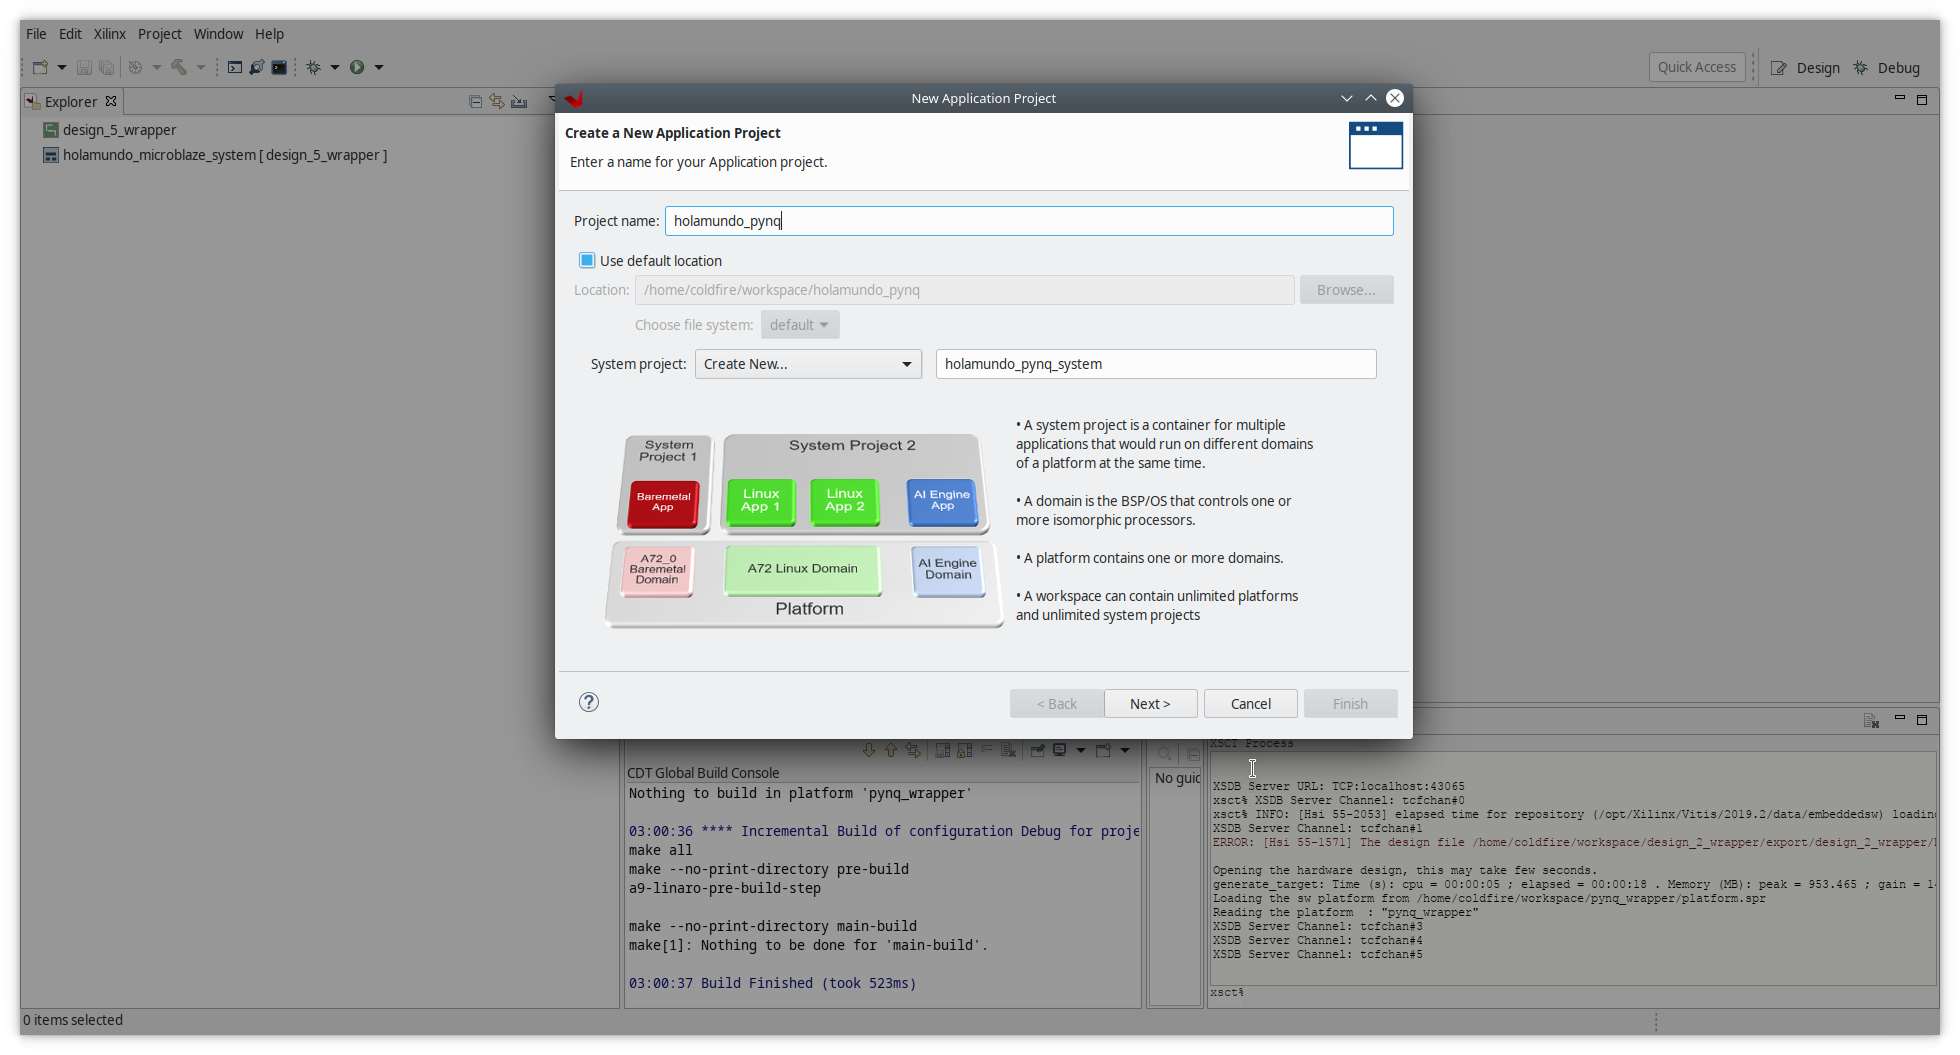 File Edit Xilinx Project Window Help
Quick Access
Design
Debug
Explorer
design_5_wrapper
holamundo_microblaze_system [ design_5_wrapper ]
New Application Project
Create a New Application Project
Enter a name for your Application project.
Project name: holamundo_pynq
Use default location
Location: /home/coldfire/workspace/holamundo_pynq Browse...
Choose file system: default
System project: Create New... holamundo_pynq_system
System
Project 1
System Project 2
Baremetal
App
Linux
App 1
Linux
App 2
AI Engine
App
A72_0
Baremetal
Domain
A72 Linux Domain
AI Engine
Domain
Platform
• A system project is a container for multiple
applications that would run on different domains
of a platform at the same time.
• A domain is the BSP/OS that controls one or
more isomorphic processors.
• A platform contains one or more domains.
• A workspace can contain unlimited platforms
and unlimited system projects
?
< Back Next > Cancel Finish
CDT Global Build Console
Nothing to build in platform 'pynq_wrapper'
03:00:36 **** Incremental Build of configuration Debug for proje
make all
make --no-print-directory pre-build
a9-linaro-pre-build-step
make --no-print-directory main-build
make[1]: Nothing to be done for 'main-build'.
03:00:37 Build Finished (took 523ms)
No guid
XSCT Process
XSDB Server URL: TCP:localhost:43065
xsct% XSDB Server Channel: tcfchan#0
xsct% INFO: [Hsi 55-2053] elapsed time for repository (/opt/Xilinx/Vitis/2019.2/data/embeddedsw) loadin
XSDB Server Channel: tcfchan#1
ERROR: [Hsi 55-1571] The design file /home/coldfire/workspace/design_2_wrapper/export/design_2_wrapper/
Opening the hardware design, this may take few seconds.
generate_target: Time (s): cpu = 00:00:05 ; elapsed = 00:00:18 . Memory (MB): peak = 953.465 ; gain = 1
Loading the sw platform from /home/coldfire/workspace/pynq_wrapper/platform.spr
Reading the platform : "pynq_wrapper"
XSDB Server Channel: tcfchan#3
XSDB Server Channel: tcfchan#4
XSDB Server Channel: tcfchan#5
xsct%
0 items selected